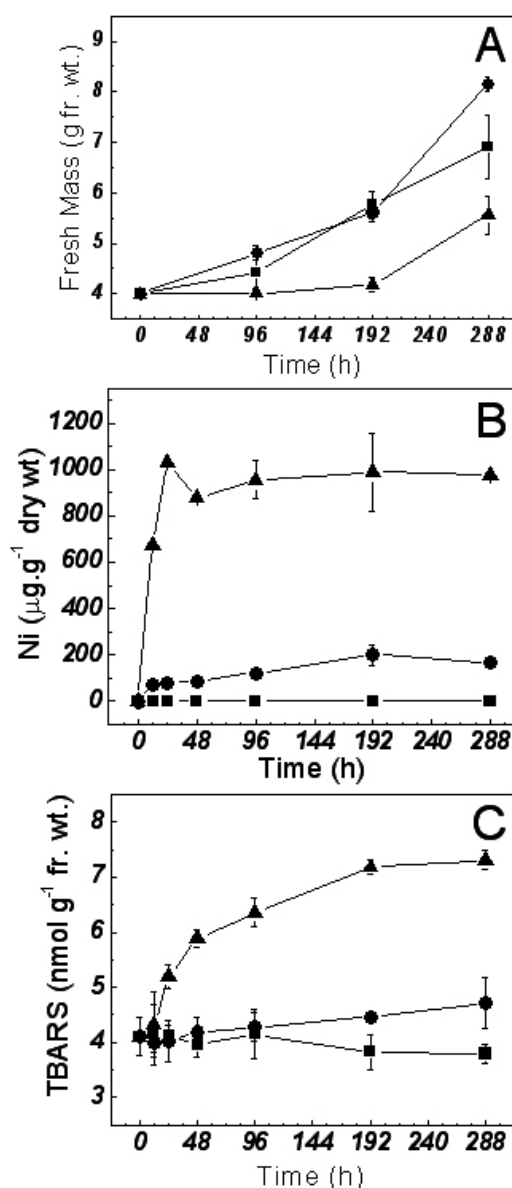 A
Fresh Mass (g fr. wt.)
9
8
7
6
5
4
0 48 96 144 192 240 288
Time (h)
B
Ni (µg.g⁻¹ dry wt)
1200
1000
800
600
400
200
0
0 48 96 144 192 240 288
Time (h)
C
TBARS (nmol g⁻¹ fr. wt.)
8
7
6
5
4
3
0 48 96 144 192 240 288
Time (h)